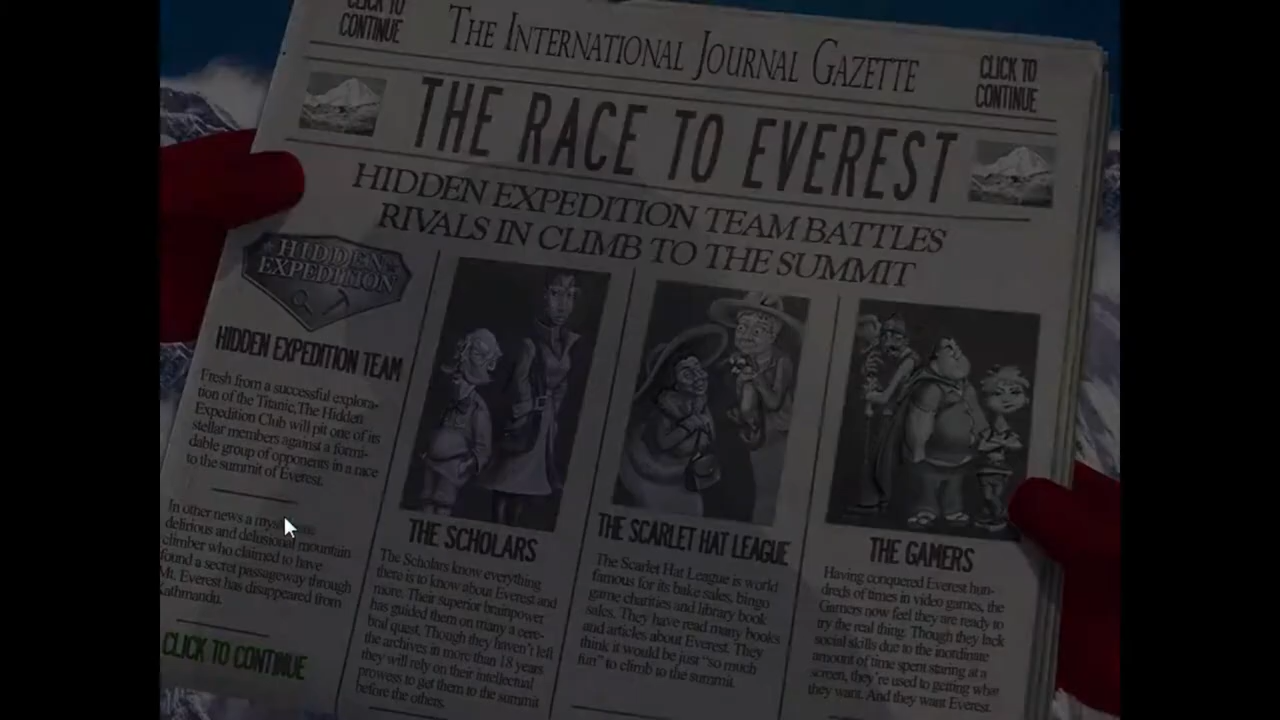 CLICK TO
CONTINUE
THE INTERNATIONAL JOURNAL GAZETTE
CLICK TO
CONTINUE
THE RACE TO EVEREST
HIDDEN EXPEDITION TEAM BATTLES
RIVALS IN CLIMB TO THE SUMMIT
HIDDEN
EXPEDITION
HIDDEN EXPEDITION TEAM
Fresh from a successful explora-
tion of the Titanic, The Hidden
Expedition Club will pit one of its
stellar members against a formi-
dable group of opponents in a race
to the summit of Everest.
In other news a
delirious and delusional mountain
climber who claimed to have
found a secret passageway through
Mt. Everest has disappeared from
Kathmandu.
CLICK TO CONTINUE
THE SCHOLARS
The Scholars know everything
there is to know about Everest and
more. Their superior brainpower
has guided them on many a cere-
bral quest. Though they haven't left
the archives in more than 18 years
they will rely on their intellectual
prowess to get them to the summit
before the others.
THE SCARLET HAT LEAGUE
The Scarlet Hat League is world
famous for its bake sales, bingo
game charities and library book
sales. They have read many books
and articles about Everest. They
think it would be just "so much
fun" to climb to the summit.
THE GAMERS
Having conquered Everest hun-
dreds of times in video games, the
Gamers now feel they are ready to
try the real thing. Though they lack
social skills due to the inordinate
amount of time spent staring at a
screen, they're used to getting what
they want. And they want Everest.